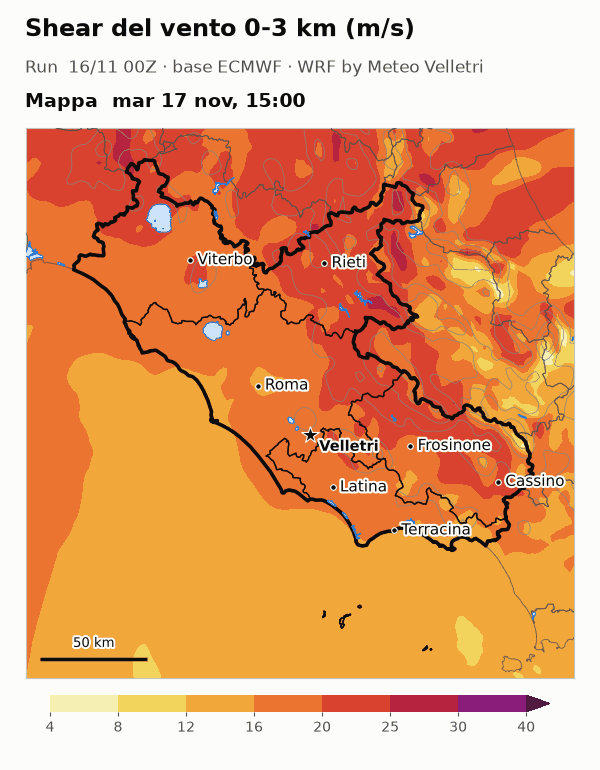 Shear del vento 0-3 km (m/s)
Run 16/11 00Z · base ECMWF · WRF by Meteo Velletri
Mappa mar 17 nov, 15:00
Viterbo
Rieti
Roma
Velletri
Frosinone
Latina
Cassino
Terracina
50 km
4 8 12 16 20 25 30 40